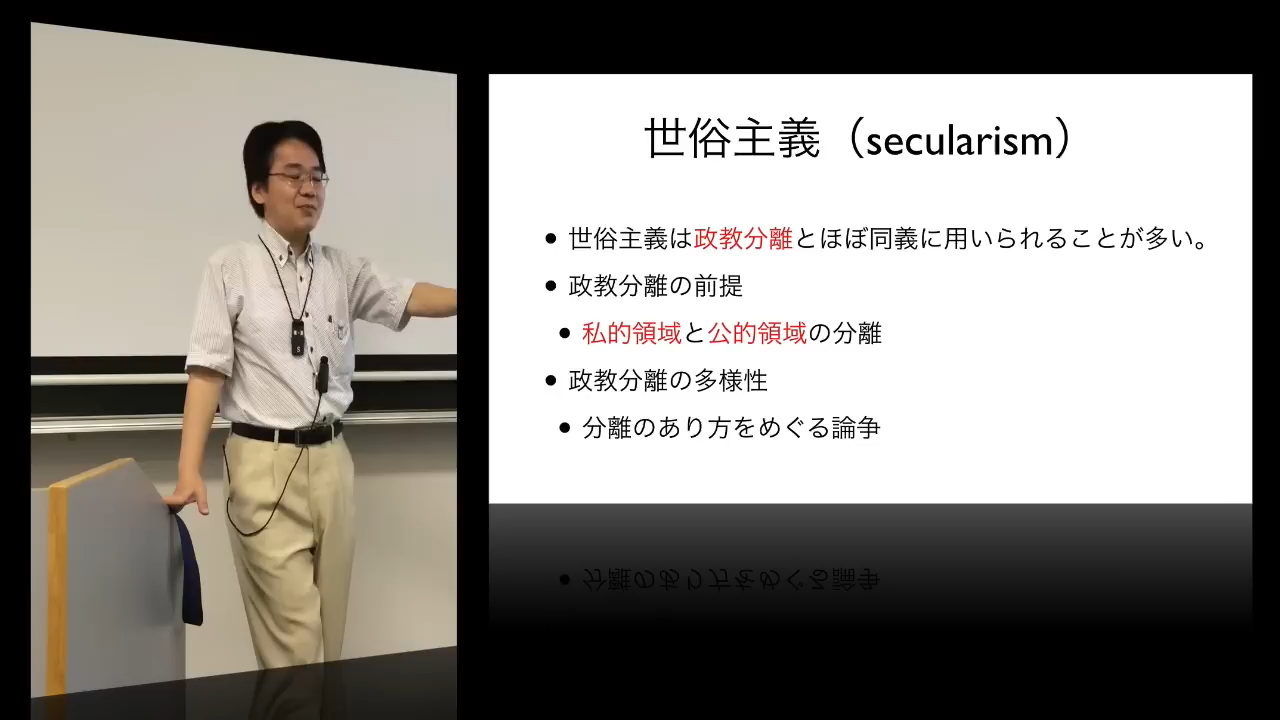 世俗主義（secularism）
• 世俗主義は政教分離とほぼ同義に用いられることが多い。
• 政教分離の前提
• 私的領域と公的領域の分離
• 政教分離の多様性
• 分離のあり方をめぐる論争